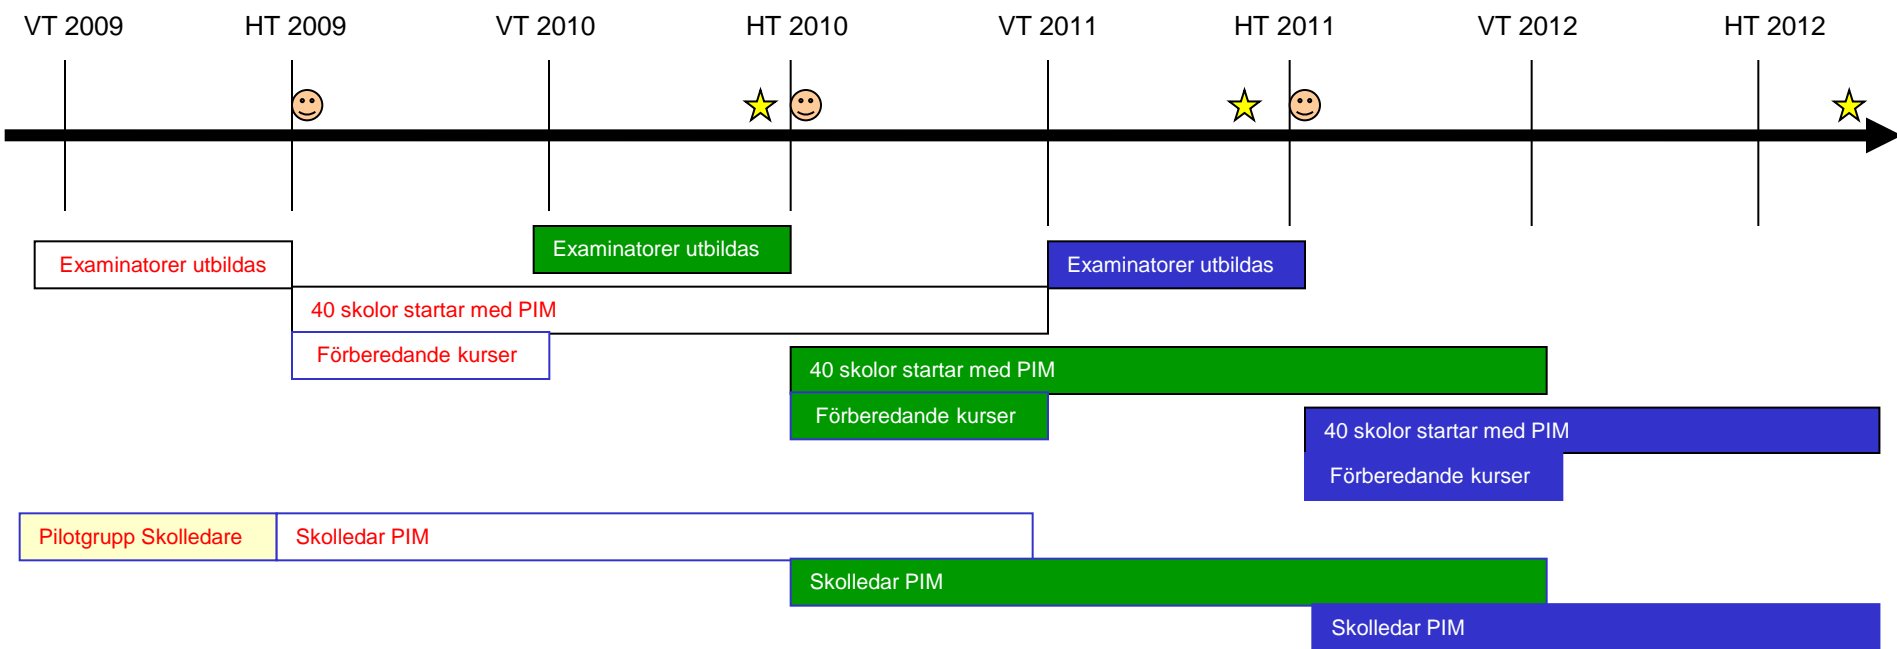 VT 2009
HT 2009
VT 2010
HT 2010
VT 2011
HT 2011
VT 2012
HT 2012
Examinatorer utbildas
Examinatorer utbildas
Examinatorer utbildas
40 skolor startar med PIM
Förberedande kurser
40 skolor startar med PIM
Förberedande kurser
40 skolor startar med PIM
Förberedande kurser
Pilotgrupp Skolledare
Skolledar PIM
Skolledar PIM
Skolledar PIM